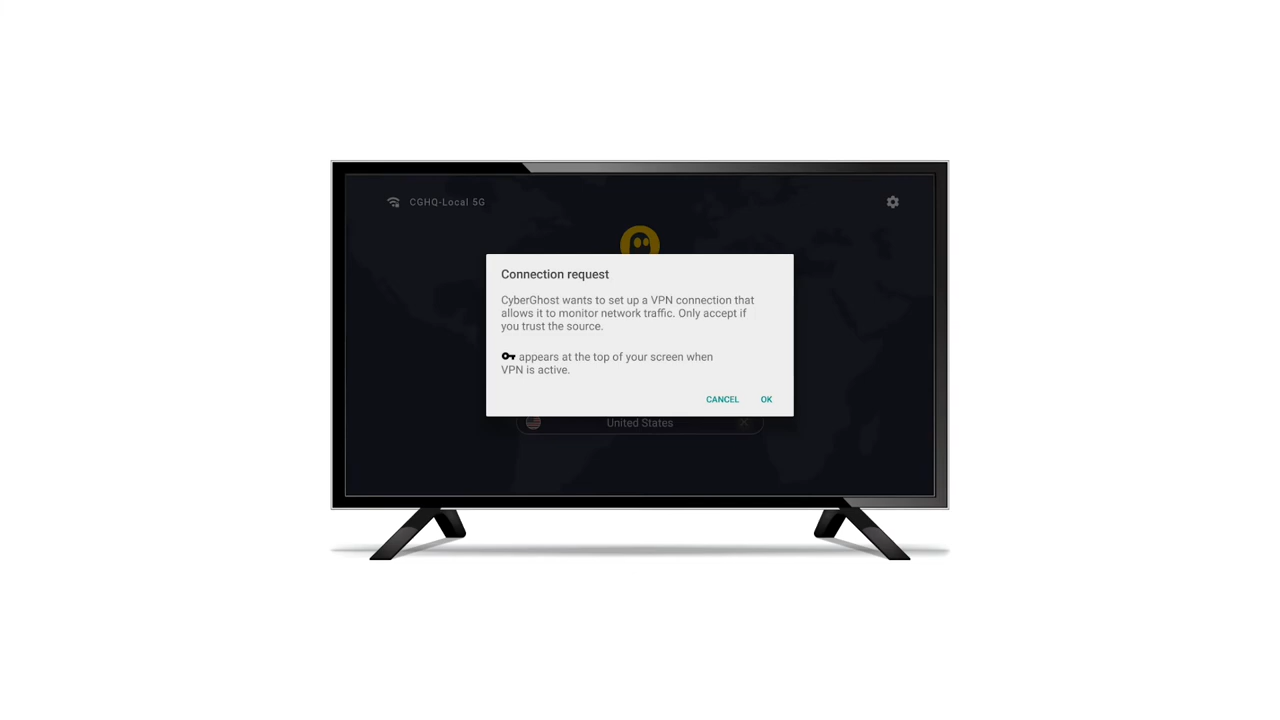 CGHQ-Local 5G
Connection request
CyberGhost wants to set up a VPN connection that
allows it to monitor network traffic. Only accept if
you trust the source.
appears at the top of your screen when
VPN is active.
CANCEL OK
United States